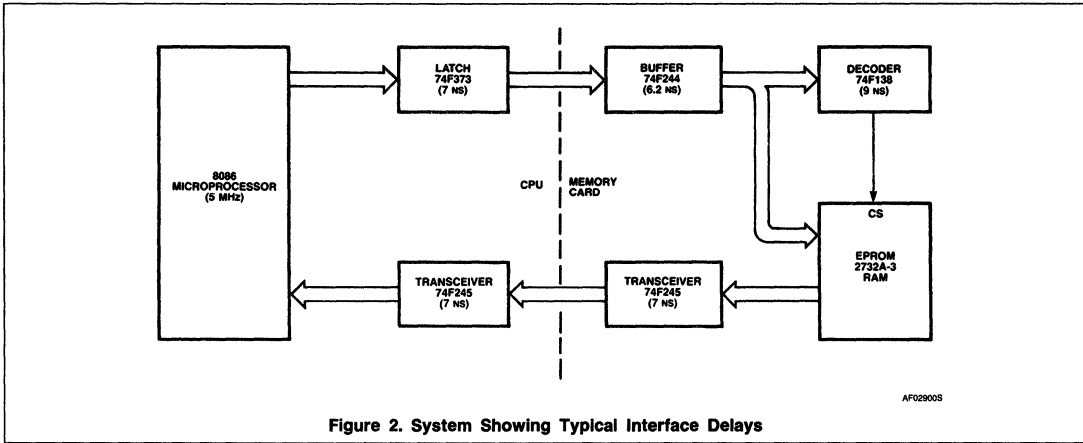 8086
MICROPROCESSOR
(5 MHz)
LATCH
74F373
(7 NS)
BUFFER
74F244
(6.2 NS)
DECODER
74F138
(9 NS)
CPU
MEMORY
CARD
CS
EPROM
2732A-3
RAM
TRANSCEIVER
74F245
(7 NS)
TRANSCEIVER
74F245
(7 NS)
AF02900S
Figure 2. System Showing Typical Interface Delays